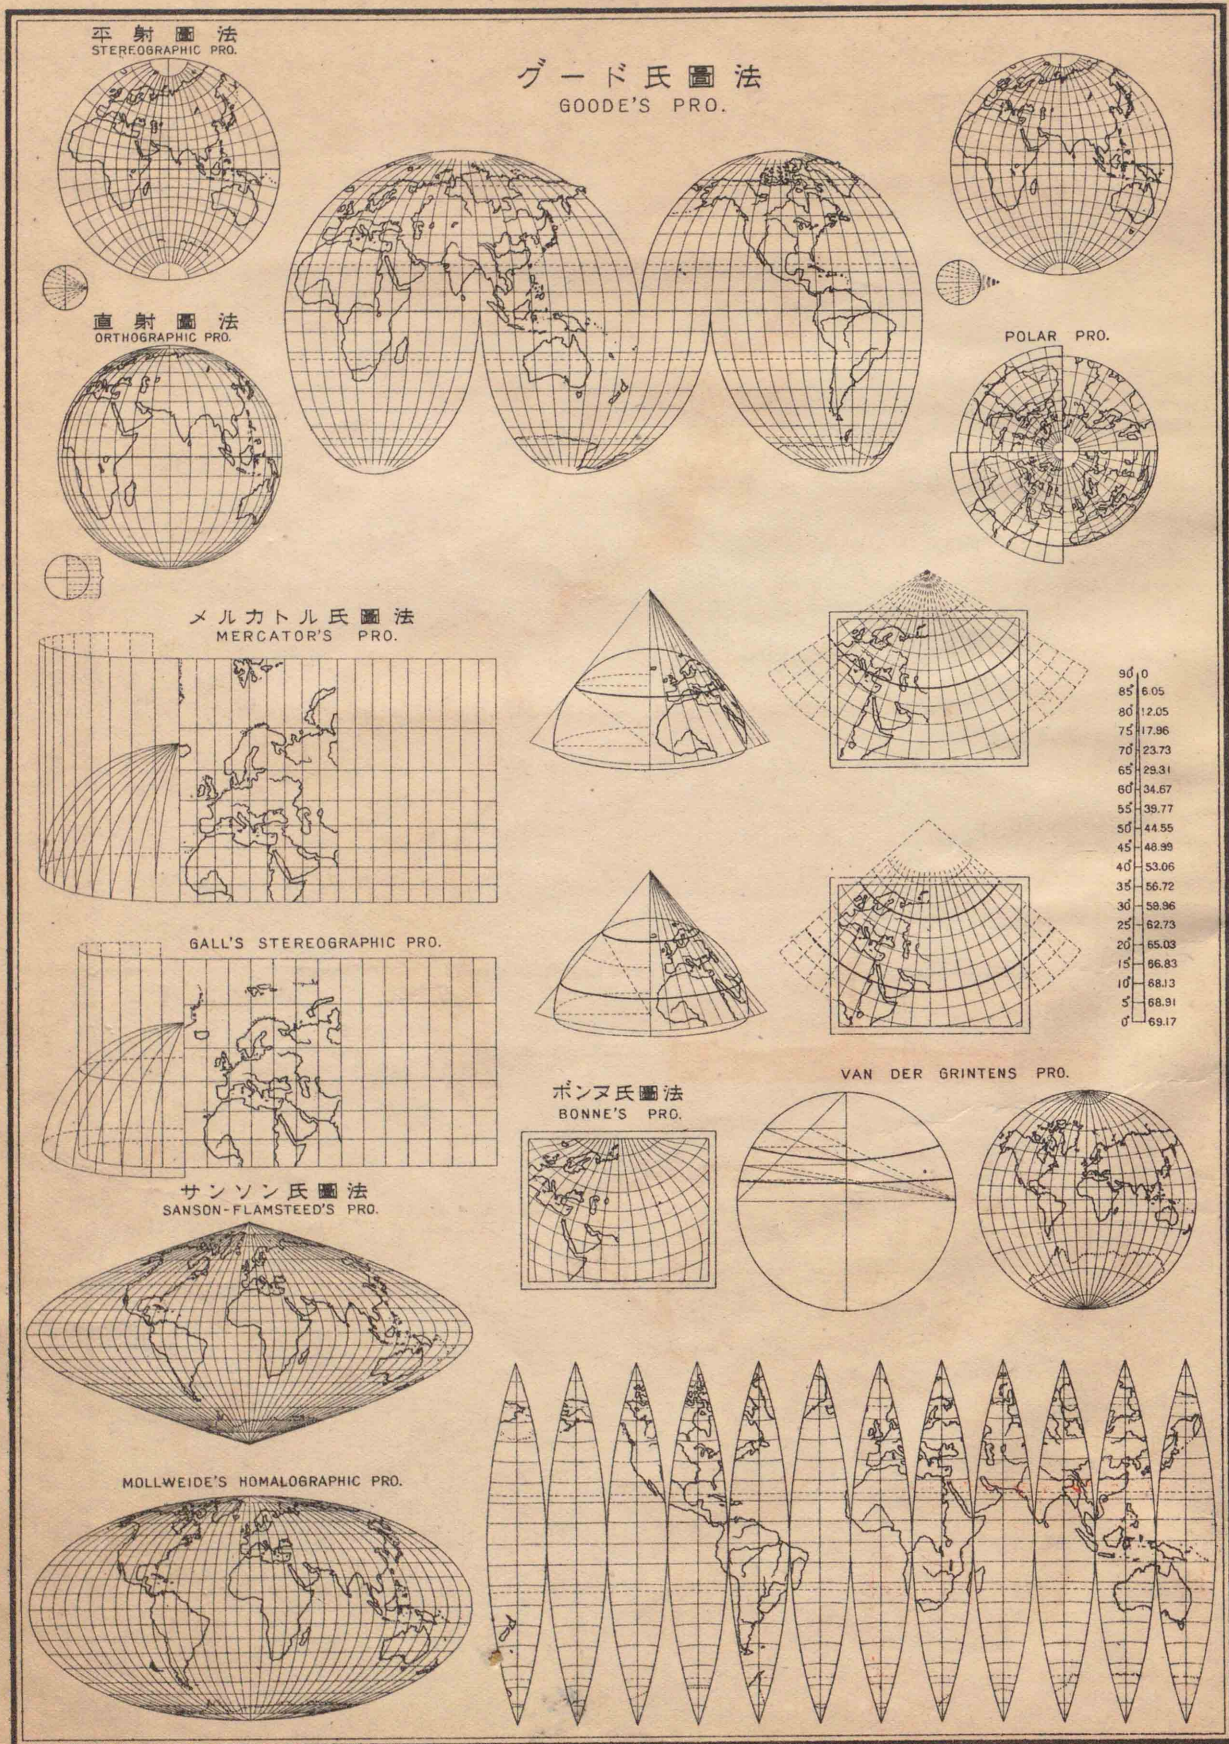 平射圖法
STEREOGRAPHIC PRO.
グード氏圖法
GOODE'S PRO.
直射圖法
ORTHOGRAPHIC PRO.
POLAR PRO.
メルカトル氏圖法
MERCATOR'S PRO.
90° 0
85° 6.05
80° 12.05
75° 17.96
70° 23.73
65° 29.31
60° 34.67
55° 39.77
50° 44.55
45° 48.99
40° 53.06
35° 56.72
30° 59.96
25° 62.73
20° 65.03
15° 66.83
10° 68.13
5° 68.91
0° 69.17
GALL'S STEREOGRAPHIC PRO.
ボンヌ氏圖法
BONNE'S PRO.
VAN DER GRINTENS PRO.
サンソン氏圖法
SANSON-FLAMSTEED'S PRO.
MOLLWEIDE'S HOMALOGRAPHIC PRO.